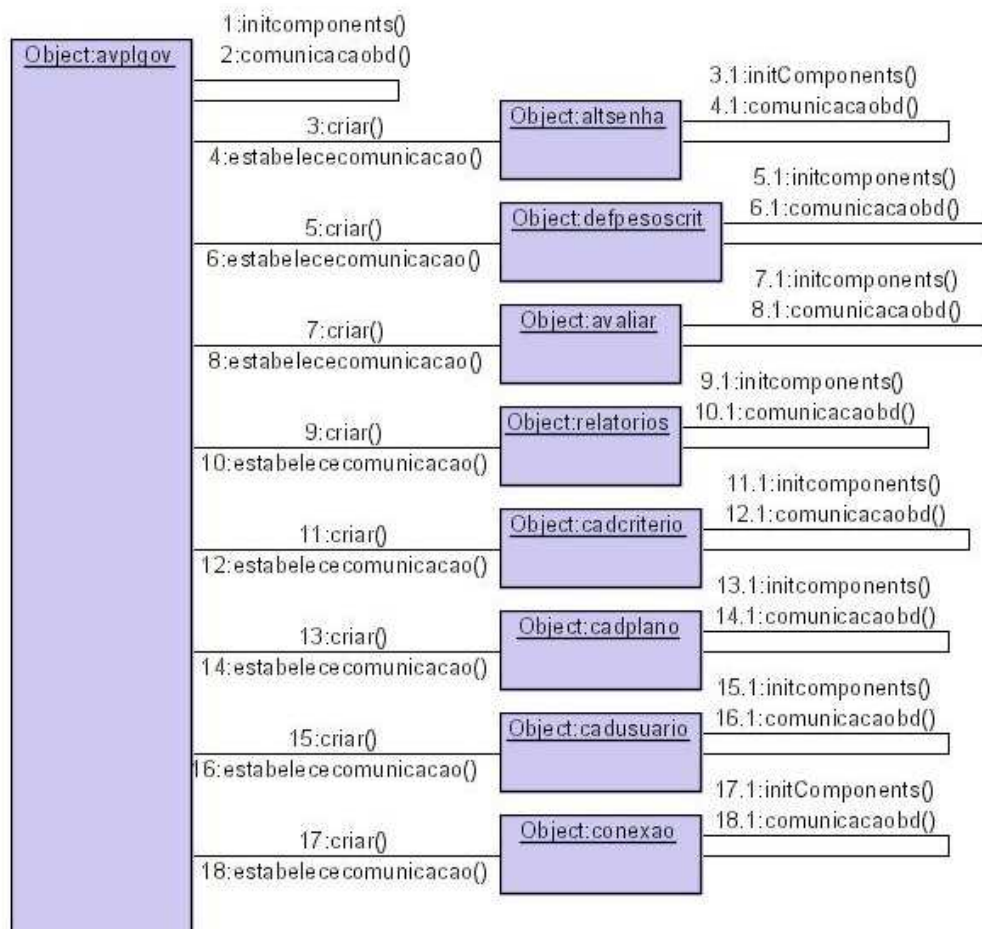 1:initcomponents()
2:comunicacaobd()
Object:avplgov
3:criar()
4:estabelececomunicacao()
Object:altsenha
3.1:initComponents()
4.1:comunicacaobd()
5:criar()
6:estabelececomunicacao()
Object:defpesoscrit
5.1:initcomponents()
6.1:comunicacaobd()
7:criar()
8:estabelececomunicacao()
Object:avaliar
7.1:initcomponents()
8.1:comunicacaobd()
9:criar()
10:estabelececomunicacao()
Object:relatorios
9.1:initcomponents()
10.1:comunicacaobd()
11:criar()
12:estabelececomunicacao()
Object:cadcriterio
11.1:initcomponents()
12.1:comunicacaobd()
13:criar()
14:estabelececomunicacao()
Object:cadplano
13.1:initcomponents()
14.1:comunicacaobd()
15:criar()
16:estabelececomunicacao()
Object:cadusuario
15.1:initcomponents()
16.1:comunicacaobd()
17:criar()
18:estabelececomunicacao()
Object:conexao
17.1:initComponents()
18.1:comunicacaobd()